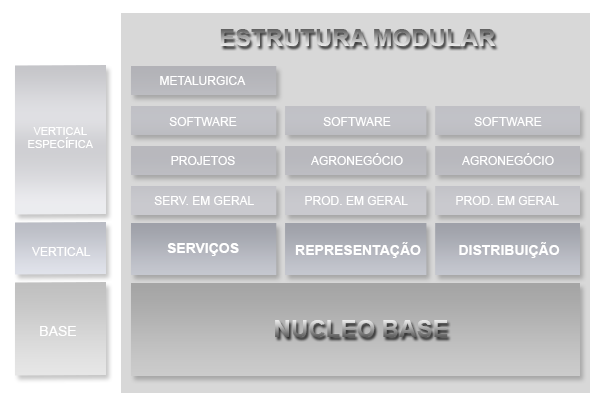 ESTRUTURA MODULAR
METALURGICA
VERTICAL
ESPECÍFICA
SOFTWARE
SOFTWARE
SOFTWARE
PROJETOS
AGRONEGÓCIO
AGRONEGÓCIO
SERV. EM GERAL
PROD. EM GERAL
PROD. EM GERAL
VERTICAL
SERVIÇOS
REPRESENTAÇÃO
DISTRIBUIÇÃO
BASE
NUCLEO BASE